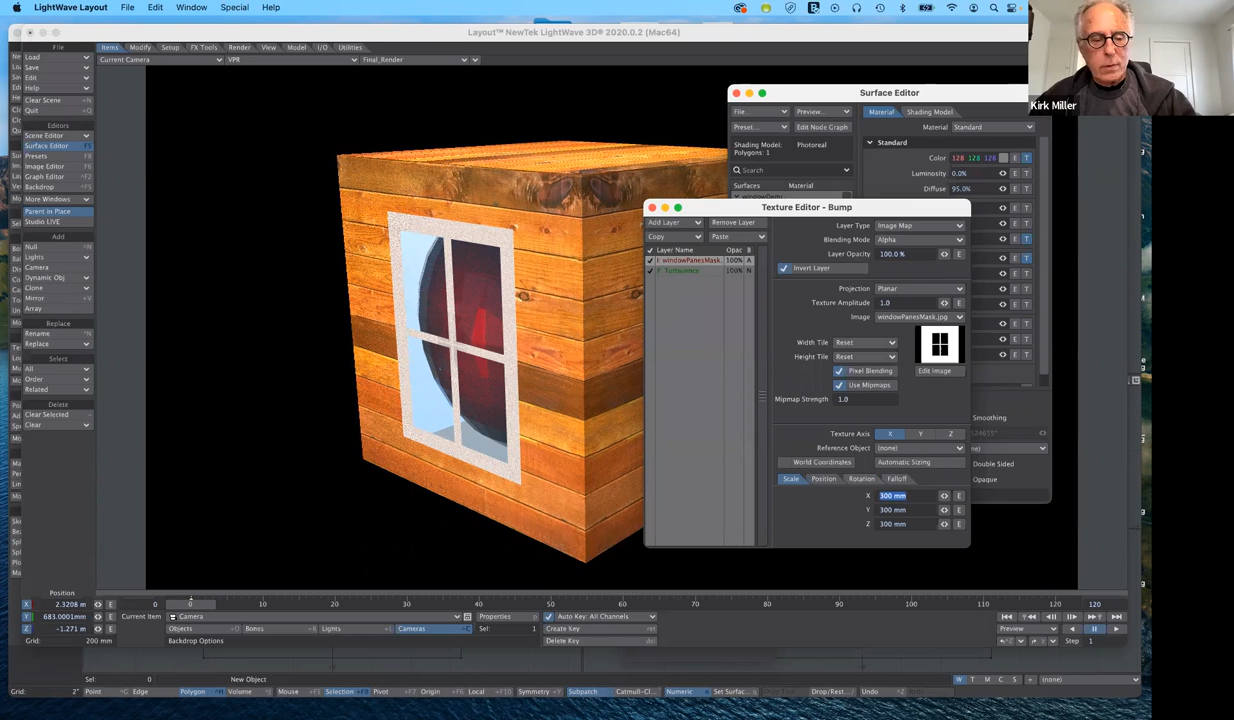 LightWave Layout File Edit Window Special Help
Layout™ NewTek LightWave 3D® 2020.0.2 (Mac64)
File
Items Modify Setup FX Tools Render View Model I/O Utilities
Current Camera VPR Final_Render
Load
Save
Edit
Help
Clear Scene
Quit
Editors
Scene Editor
Surface Editor F5
Presets F8
Image Editor F6
Graph Editor ^F2
Backdrop
More Windows
Parent in Place
Studio LIVE
Add
Null
Lights
Camera
Dynamic Obj
Clone
Mirror
Array
Replace
Rename
Replace
Select
All
Order
Related
Delete
Clear Selected
Clear
Kirk Miller
Surface Editor
File... Preview...
Preset... Edit Node Graph
Shading Model: Photoreal
Polygons: 1
Search
Surfaces Material
Material Shading Model
Material Standard
Standard
Color 128 128 128 E T
Luminosity 0.0% E T
Diffuse 95.0% E T
Smoothing
Double Sided
Opaque
Texture Editor - Bump
Add Layer Remove Layer
Copy Paste
Layer Name Opac B
windowPanesMask. 100% A
Turbulence 100% N
Layer Type Image Map
Blending Mode Alpha
Layer Opacity 100.0 % E
Invert Layer
Projection Planar
Texture Amplitude 1.0 E
Image windowPanesMask.jpg
Width Tile Reset
Height Tile Reset
Pixel Blending Edit Image
Use Mipmaps
Mipmap Strength 1.0
Texture Axis X Y Z
Reference Object (none)
World Coordinates Automatic Sizing
Scale Position Rotation Falloff
X 300 mm E
Y 300 mm E
Z 300 mm E
Position
X 2.3208 m E
Y 683.0001mm E
Z -1.271 m E
Grid: 200 mm
0 0 10 20 30 40 50 60 70 80 90 100 110 120 120
Current Item Camera Properties p
Objects Bones Lights Cameras Sel: 1
Backdrop Options
Auto Key: All Channels
Create Key
Delete Key
Preview
Step 1
Sel: 0 New Object
Grid: 2" Point Edge Polygon Volume Mouse Selection Pivot Origin Local Symmetry Subpatch Catmull-Cl... Numeric Set Surfac... Drop/Rest... Undo W T M C S + (none)